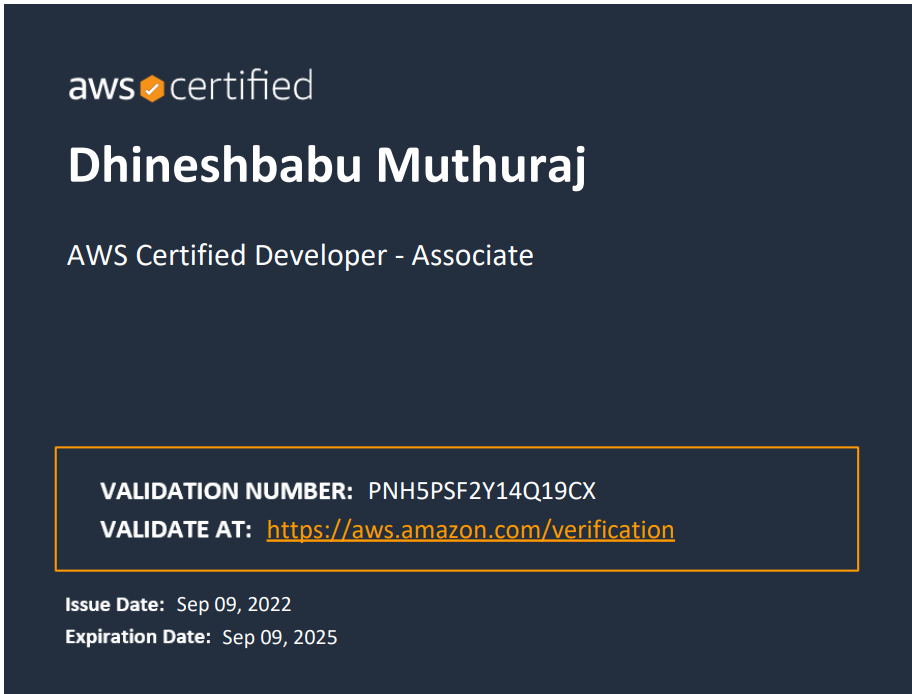 aws certified
Dhineshbabu Muthuraj
AWS Certified Developer - Associate
VALIDATION NUMBER: PNH5PSF2Y14Q19CX
VALIDATE AT: https://aws.amazon.com/verification
Issue Date: Sep 09, 2022
Expiration Date: Sep 09, 2025